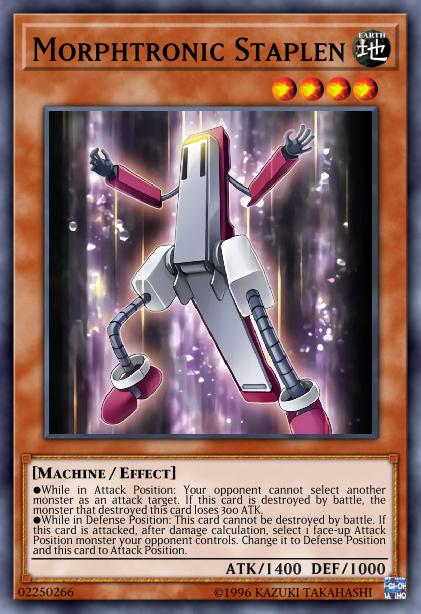 MORPHTRONIC STAPLEN
EARTH
地
[MACHINE / EFFECT]
●While in Attack Position: Your opponent cannot select another
monster as an attack target. If this card is destroyed by battle, the
monster that destroyed this card loses 300 ATK.
●While in Defense Position: This card cannot be destroyed by battle. If
this card is attacked, after damage calculation, select 1 face-up Attack
Position monster your opponent controls. Change it to Defense Position
and this card to Attack Position.
ATK/1400 DEF/1000
02250266
©1996 KAZUKI TAKAHASHI